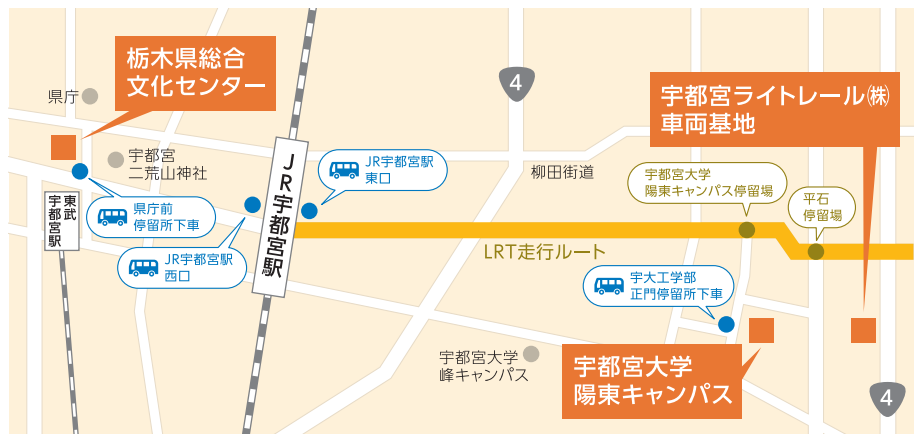 栃木県総合
文化センター
県庁
宇都宮
二荒山神社
東武
宇都宮駅
県庁前
停留所下車
JR宇都宮駅
西口
JR宇都宮駅
JR宇都宮駅
東口
4
柳田街道
宇都宮ライトレール㈱
車両基地
宇都宮大学
陽東キャンパス停留場
平石
停留場
LRT走行ルート
宇大工学部
正門停留所下車
宇都宮大学
峰キャンパス
宇都宮大学
陽東キャンパス
4